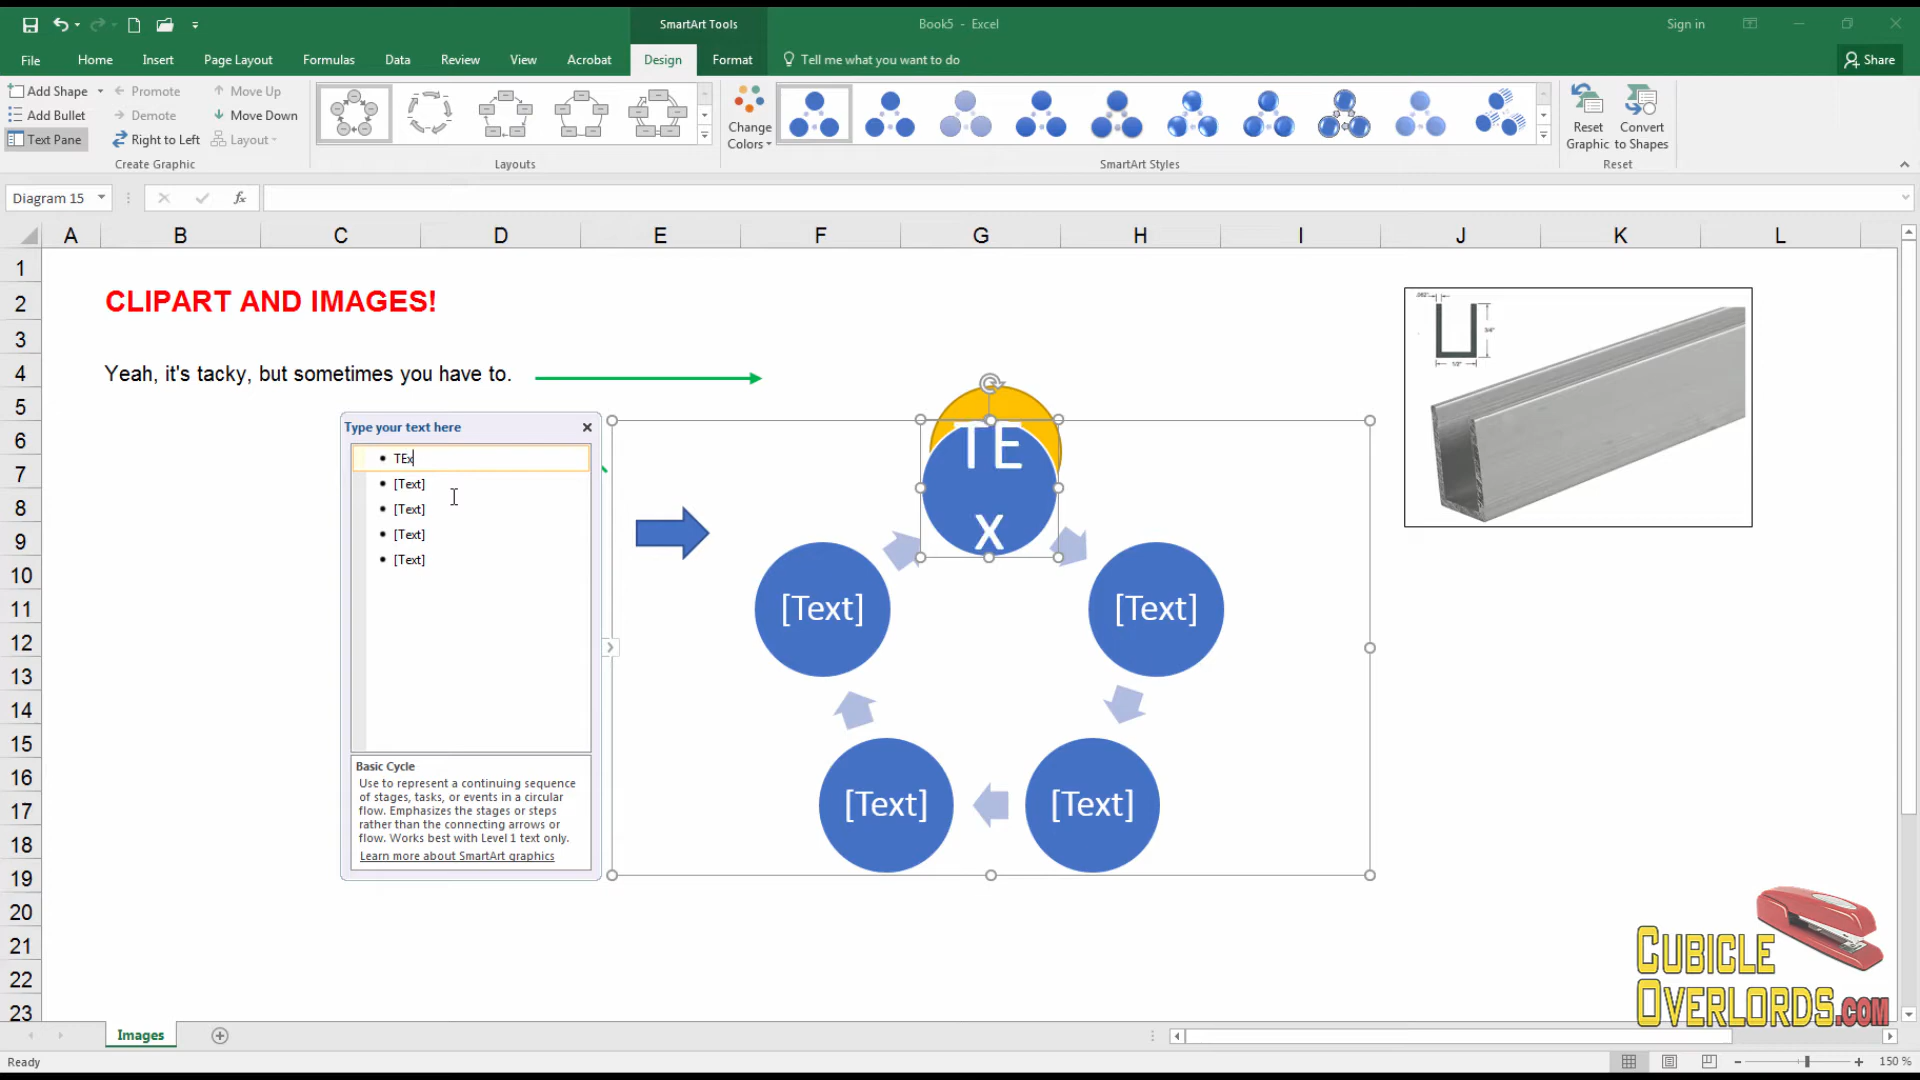 SmartArt Tools
Book5 - Excel
Sign in
File
Home
Insert
Page Layout
Formulas
Data
Review
View
Acrobat
Design
Format
Tell me what you want to do
Share
Add Shape
Promote
Move Up
Add Bullet
Demote
Move Down
Text Pane
Right to Left
Layout
Create Graphic
Layouts
Change
Colors
SmartArt Styles
Reset
Graphic
Convert
to Shapes
Reset
Diagram 15
fx
A B C D E F G H I J K L
1
2
3
4
5
6
7
8
9
10
11
12
13
14
15
16
17
18
19
20
21
22
23
CLIPART AND IMAGES!
Yeah, it's tacky, but sometimes you have to.
Type your text here
TEx
[Text]
[Text]
[Text]
[Text]
Basic Cycle
Use to represent a continuing sequence
of stages, tasks, or events in a circular
flow. Emphasizes the stages or steps
rather than the connecting arrows or
flow. Works best with Level 1 text only.
Learn more about SmartArt graphics
TE
X
[Text]
[Text]
[Text]
[Text]
3/4"
1/2"
CUBICLE
OVERLORDS.COM
Images
Ready
150 %